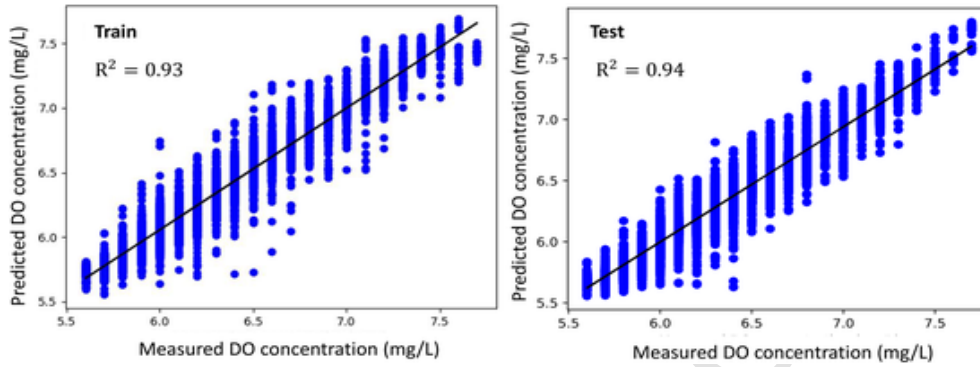 Train
R² = 0.93
Predicted DO concentration (mg/L)
7.5
7.0
6.5
6.0
5.5
5.5
6.0
6.5
7.0
7.5
Measured DO concentration (mg/L)
Test
R² = 0.94
Predicted DO concentration (mg/L)
7.5
7.0
6.5
6.0
5.5
5.5
6.0
6.5
7.0
7.5
Measured DO concentration (mg/L)